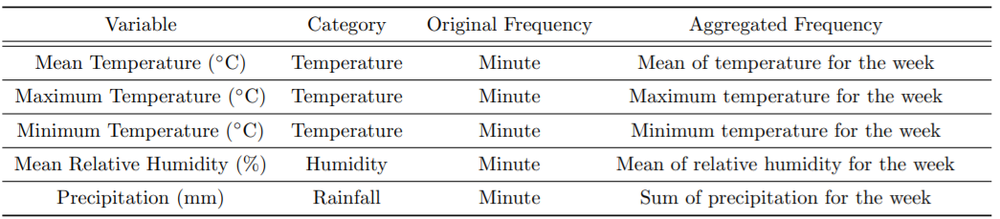 Variable Category Original Frequency Aggregated Frequency
Mean Temperature (°C) Temperature Minute Mean of temperature for the week
Maximum Temperature (°C) Temperature Minute Maximum temperature for the week
Minimum Temperature (°C) Temperature Minute Minimum temperature for the week
Mean Relative Humidity (%) Humidity Minute Mean of relative humidity for the week
Precipitation (mm) Rainfall Minute Sum of precipitation for the week